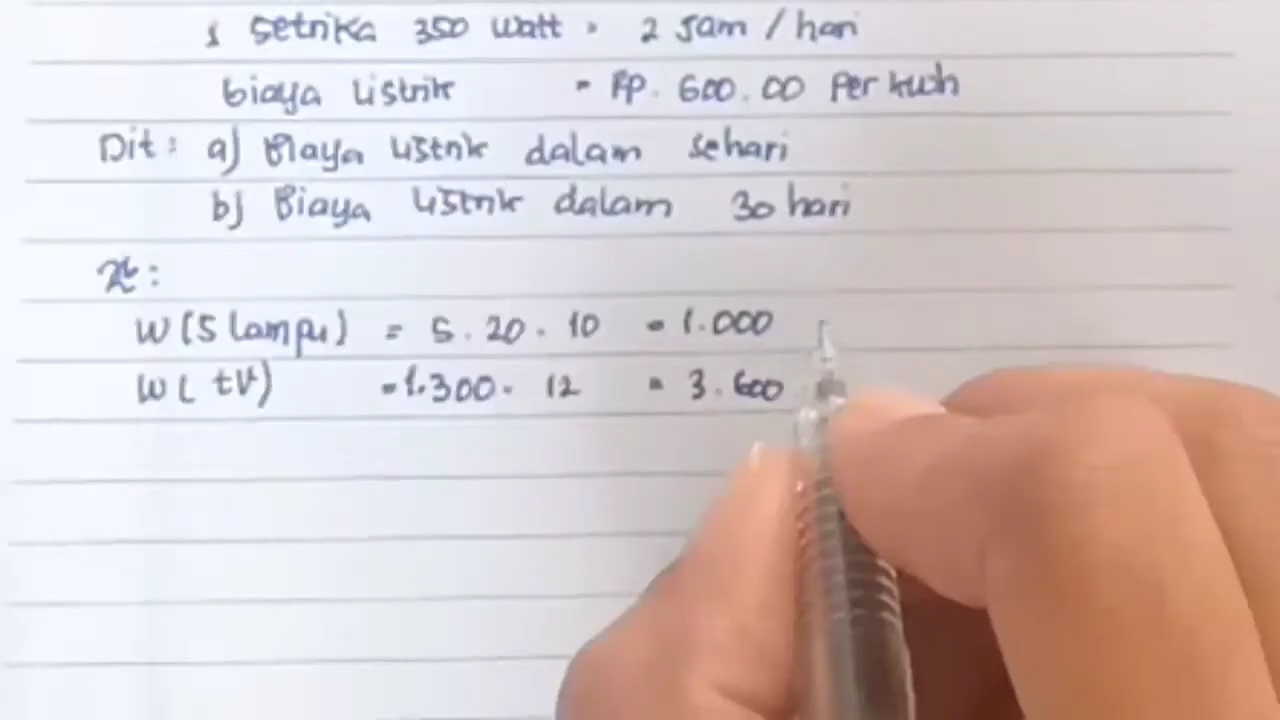 1 Setrika 350 watt = 2 Jam / hari
biaya Listrik = Rp. 600.00 Per kwh
Dit: a) Biaya Listrik dalam sehari
b) Biaya Listrik dalam 30 hari
W (5 lampu) = 5 . 20 . 10 = 1.000
W ( tv) = 1.300 . 12 = 3.600